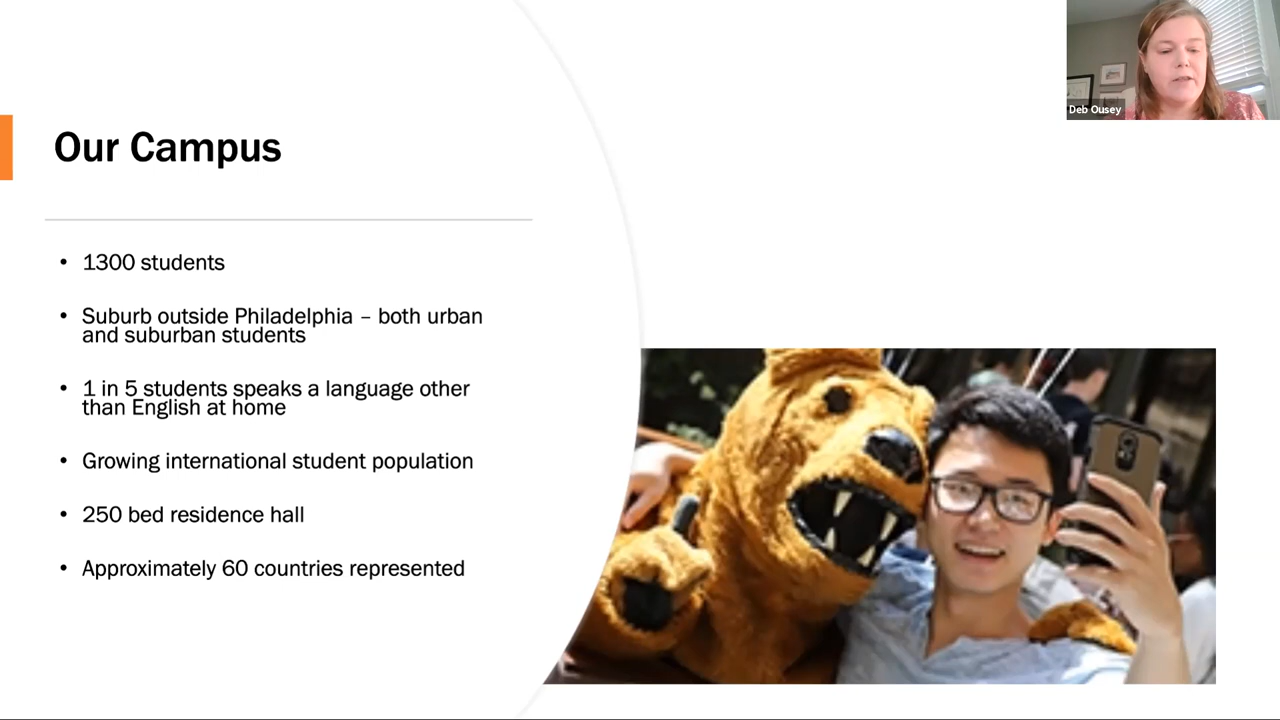 Deb Ousey
Our Campus
• 1300 students
• Suburb outside Philadelphia – both urban
and suburban students
• 1 in 5 students speaks a language other
than English at home
• Growing international student population
• 250 bed residence hall
• Approximately 60 countries represented